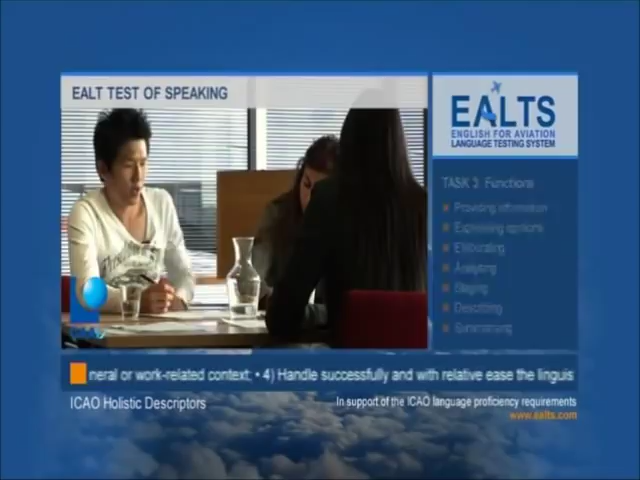 EALT TEST OF SPEAKING
EALTS
ENGLISH FOR AVIATION
LANGUAGE TESTING SYSTEM
TASK 3: Functions
Providing information
Expressing opinions
Elaborating
Analysing
Describing
Summarising
neral or work-related context; • 4) Handle successfully and with relative ease the linguis
ICAO Holistic Descriptors
In support of the ICAO language proficiency requirements
www.ealts.com